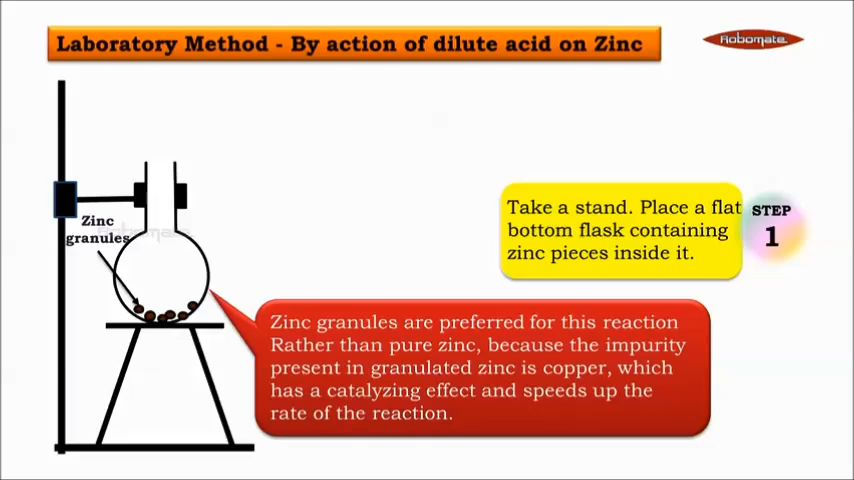 Laboratory Method - By action of dilute acid on Zinc
Robomate
Take a stand. Place a flat
bottom flask containing
zinc pieces inside it.
STEP
1
Zinc
granules
Robomate
Zinc granules are preferred for this reaction
Rather than pure zinc, because the impurity
present in granulated zinc is copper, which
has a catalyzing effect and speeds up the
rate of the reaction.